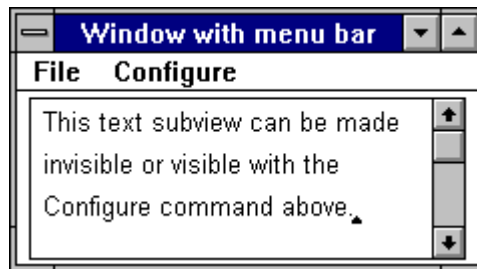 Window with menu bar
File Configure
This text subview can be made
invisible or visible with the
Configure command above.